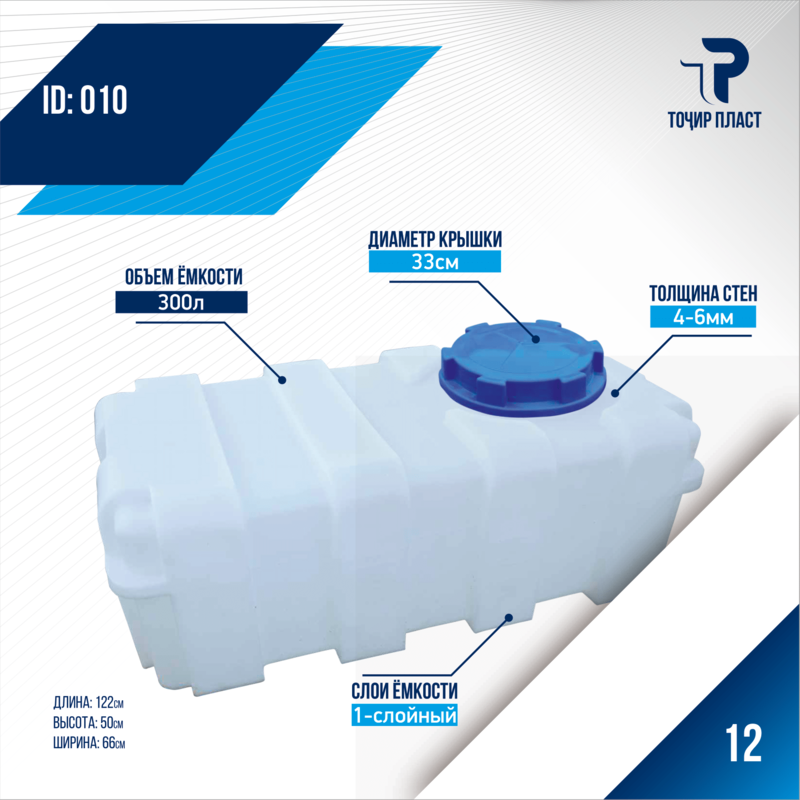 ID: 010
ТОҶИР ПЛАСТ
ДИАМЕТР КРЫШКИ
33см
ОБЪЕМ ЁМКОСТИ
300л
ТОЛЩИНА СТЕН
4-6мм
СЛОИ ЁМКОСТИ
1-слойный
ДЛИНА: 122см
ВЫСОТА: 50см
ШИРИНА: 66см
12